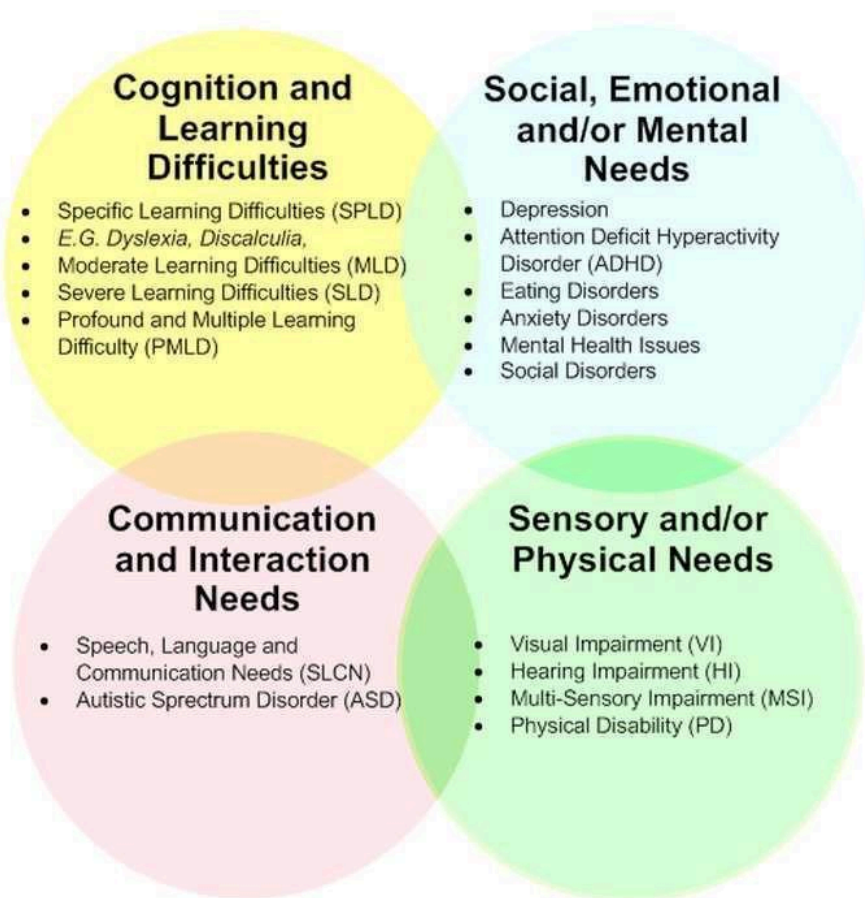 Cognition and
Learning
Difficulties
• Specific Learning Difficulties (SPLD)
• E.G. Dyslexia, Discalculia,
• Moderate Learning Difficulties (MLD)
• Severe Learning Difficulties (SLD)
• Profound and Multiple Learning
Difficulty (PMLD)
Social, Emotional
and/or Mental
Needs
• Depression
• Attention Deficit Hyperactivity
Disorder (ADHD)
• Eating Disorders
• Anxiety Disorders
• Mental Health Issues
• Social Disorders
Communication
and Interaction
Needs
• Speech, Language and
Communication Needs (SLCN)
• Autistic Sprectrum Disorder (ASD)
Sensory and/or
Physical Needs
• Visual Impairment (VI)
• Hearing Impairment (HI)
• Multi-Sensory Impairment (MSI)
• Physical Disability (PD)